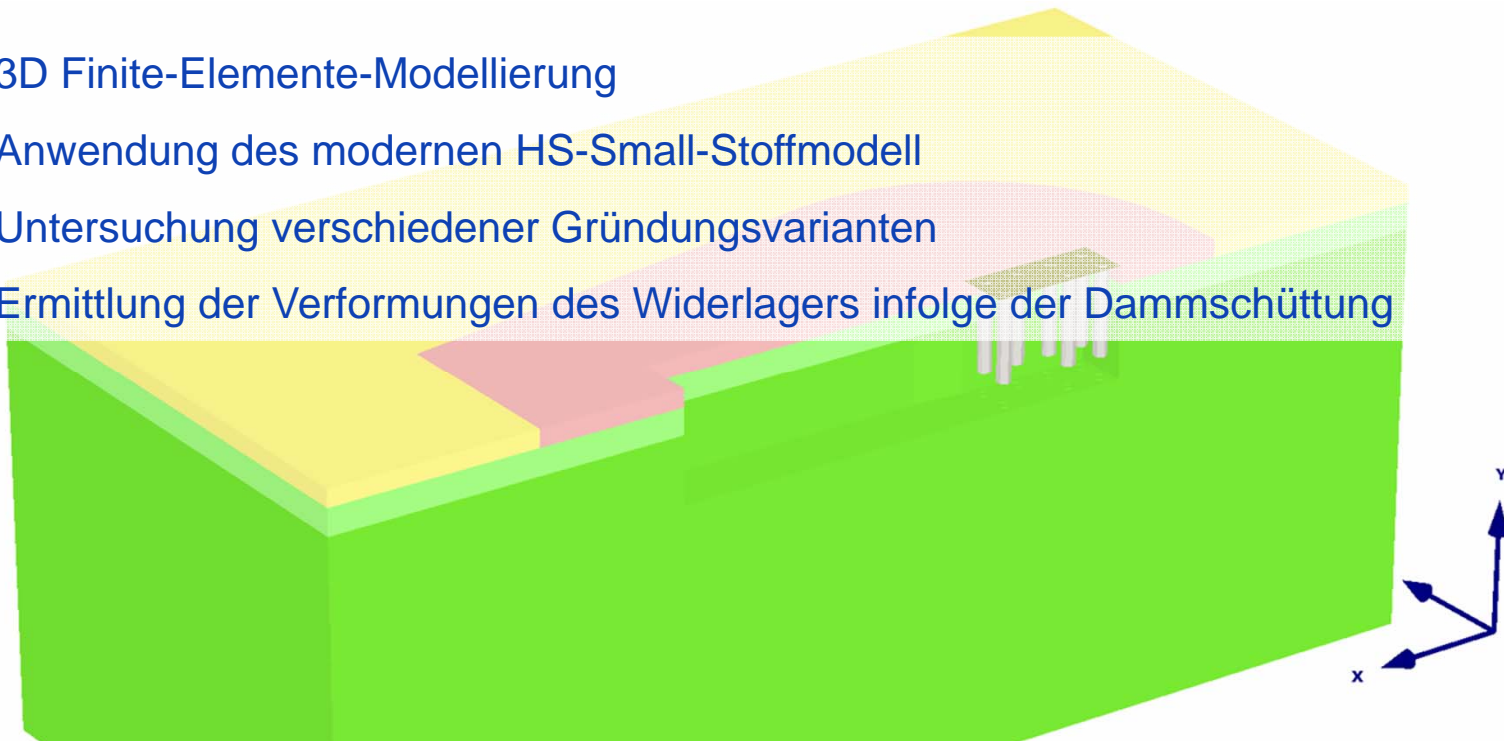 3D Finite-Elemente-Modellierung
Anwendung des modernen HS-Small-Stoffmodell
Untersuchung verschiedener Gründungsvarianten
Ermittlung der Verformungen des Widerlagers infolge der Dammschüttung
Y
X